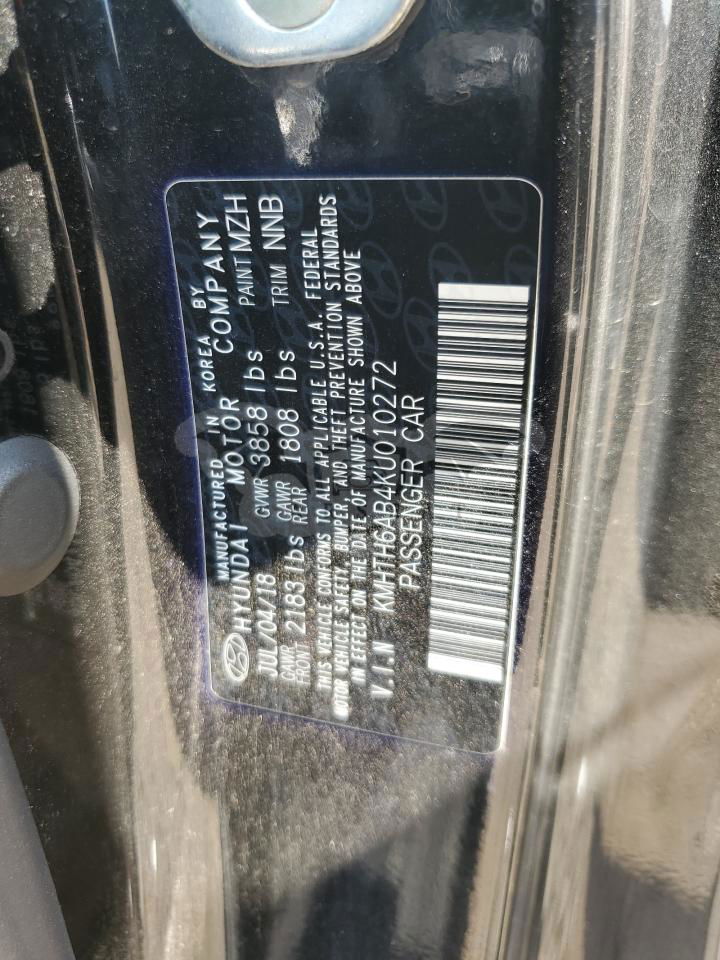 MANUFACTURED IN KOREA BY
HYUNDAI MOTOR COMPANY
JUL/04/18 GVWR 3858 lbs PAINT MZH
GAWR FRONT 2183 lbs GAWR REAR 1808 lbs TRIM NNB
THIS VEHICLE CONFORMS TO ALL APPLICABLE U.S.A. FEDERAL
MOTOR VEHICLE SAFETY, BUMPER, AND THEFT PREVENTION STANDARDS
IN EFFECT ON THE DATE OF MANUFACTURE SHOWN ABOVE
V.I.N KMHTH6AB4KU010272
PASSENGER CAR